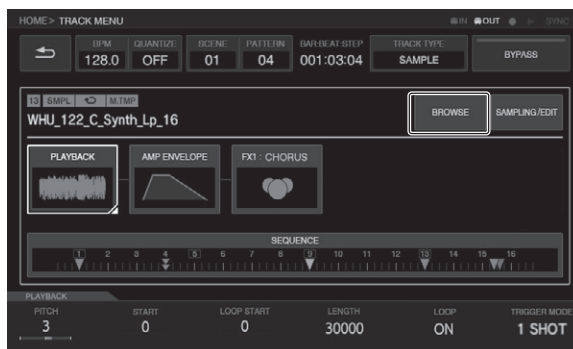 HOME> TRACK MENU IN OUT SYNC
BPM QUANTIZE SCENE PATTERN BAR:BEAT:STEP TRACK TYPE
128.0 OFF 01 04 001:03:04 SAMPLE BYPASS
13 SMPL M.TMP
WHU_122_C_Synth_Lp_16 BROWSE SAMPLING/EDIT
PLAYBACK AMP ENVELOPE FX1 : CHORUS
SEQUENCE
1 2 3 4 5 6 7 8 9 10 11 12 13 14 15 16
PLAYBACK
PITCH START LOOP START LENGTH LOOP TRIGGER MODE
3 0 0 30000 ON 1 SHOT